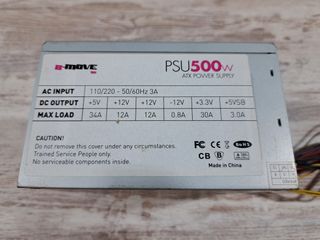 e-move
PSU500w
ATX POWER SUPPLY
AC INPUT 110/220 - 50/60Hz 3A
DC OUTPUT +5V +12V +12V -12V +3.3V +5VSB
MAX LOAD 34A 12A 12A 0.8A 30A 3.0A
CAUTION!
Do not remove this cover under any circumstances.
Trained Service People only.
No serviceable components inside.
FC CE RoHS
CB B
Made in China